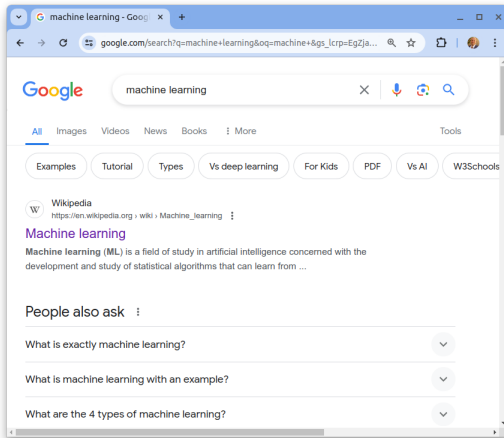 machine learning - Goog
google.com/search?q=machine+learning&oq=machine+&gs_lcrp=EgZja...
Google
machine learning
All Images Videos News Books More Tools
Examples Tutorial Types Vs deep learning For Kids PDF Vs AI W3Schools
W
Wikipedia
https://en.wikipedia.org › wiki › Machine_learning
Machine learning
Machine learning (ML) is a field of study in artificial intelligence concerned with the
development and study of statistical algorithms that can learn from ...
People also ask
What is exactly machine learning?
What is machine learning with an example?
What are the 4 types of machine learning?